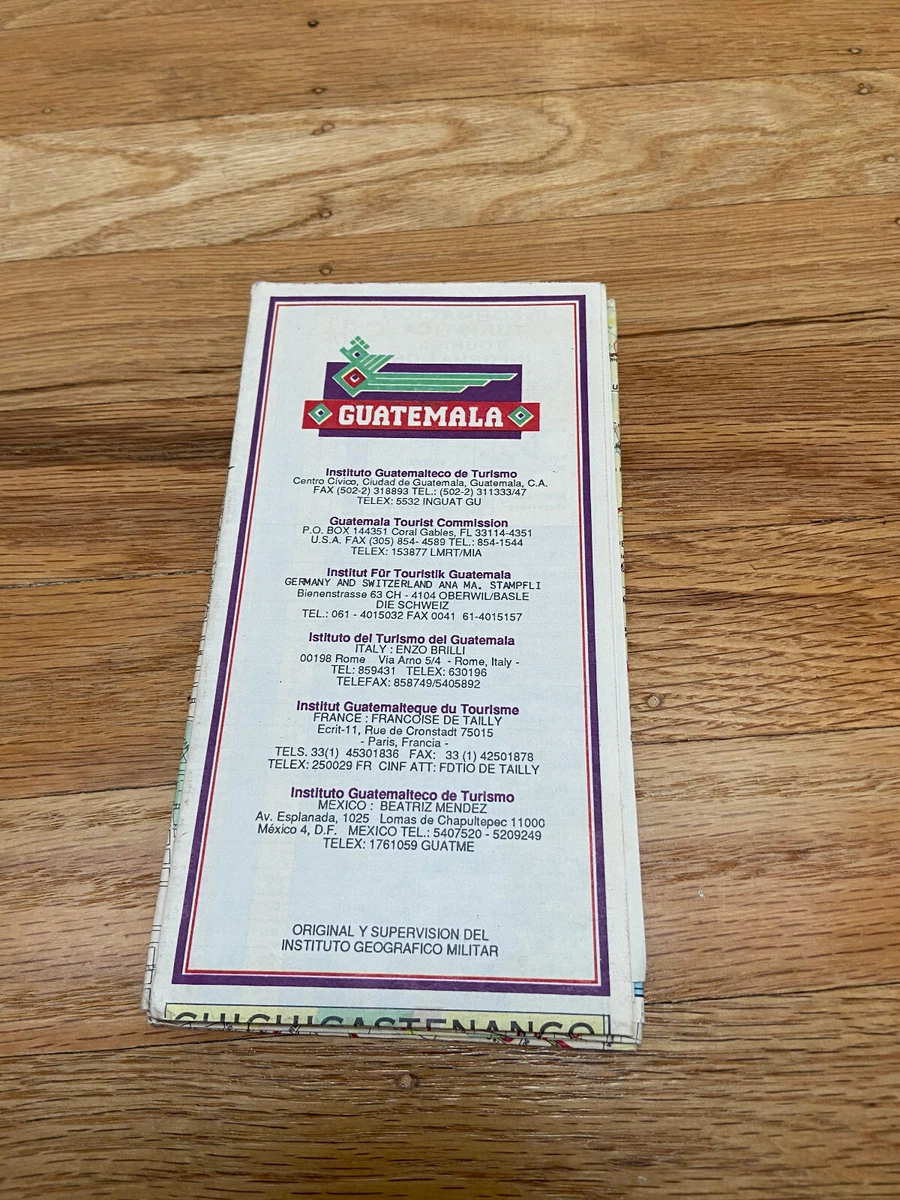 GUATEMALA
Instituto Guatemalteco de Turismo
Centro Cívico, Ciudad de Guatemala, Guatemala, C.A.
FAX (502-2) 318893 TEL.: (502-2) 311333/47
TELEX: 5532 INGUAT GU
Guatemala Tourist Commission
P.O. BOX 144351 Coral Gables, FL 33114-4351
U.S.A. FAX (305) 854- 4589 TEL.: 854-1544
TELEX: 153877 LMRT/MIA
Institut Für Touristik Guatemala
GERMANY AND SWITZERLAND ANA MA. STAMPFLI
Bienenstrasse 63 CH - 4104 OBERWIL/BASLE
DIE SCHWEIZ
TEL.: 061 - 4015032 FAX 0041 61-4015157
Istituto del Turismo del Guatemala
ITALY : ENZO BRILLI
00198 Rome Via Arno 5/4 - Rome, Italy -
TEL: 859431 TELEX: 630196
TELEFAX: 858749/5405892
Institut Guatemalteque du Tourisme
FRANCE : FRANCOISE DE TAILLY
Ecrit-11, Rue de Cronstadt 75015
- Paris, Francia -
TELS. 33(1) 45301836 FAX: 33 (1) 42501878
TELEX: 250029 FR CINF ATT: FDTIO DE TAILLY
Instituto Guatemalteco de Turismo
MEXICO : BEATRIZ MENDEZ
Av. Esplanada, 1025 Lomas de Chapultepec 11000
México 4, D.F. MEXICO TEL.: 5407520 - 5209249
TELEX: 1761059 GUATME
ORIGINAL Y SUPERVISION DEL
INSTITUTO GEOGRAFICO MILITAR
CHICHICASTENANGO